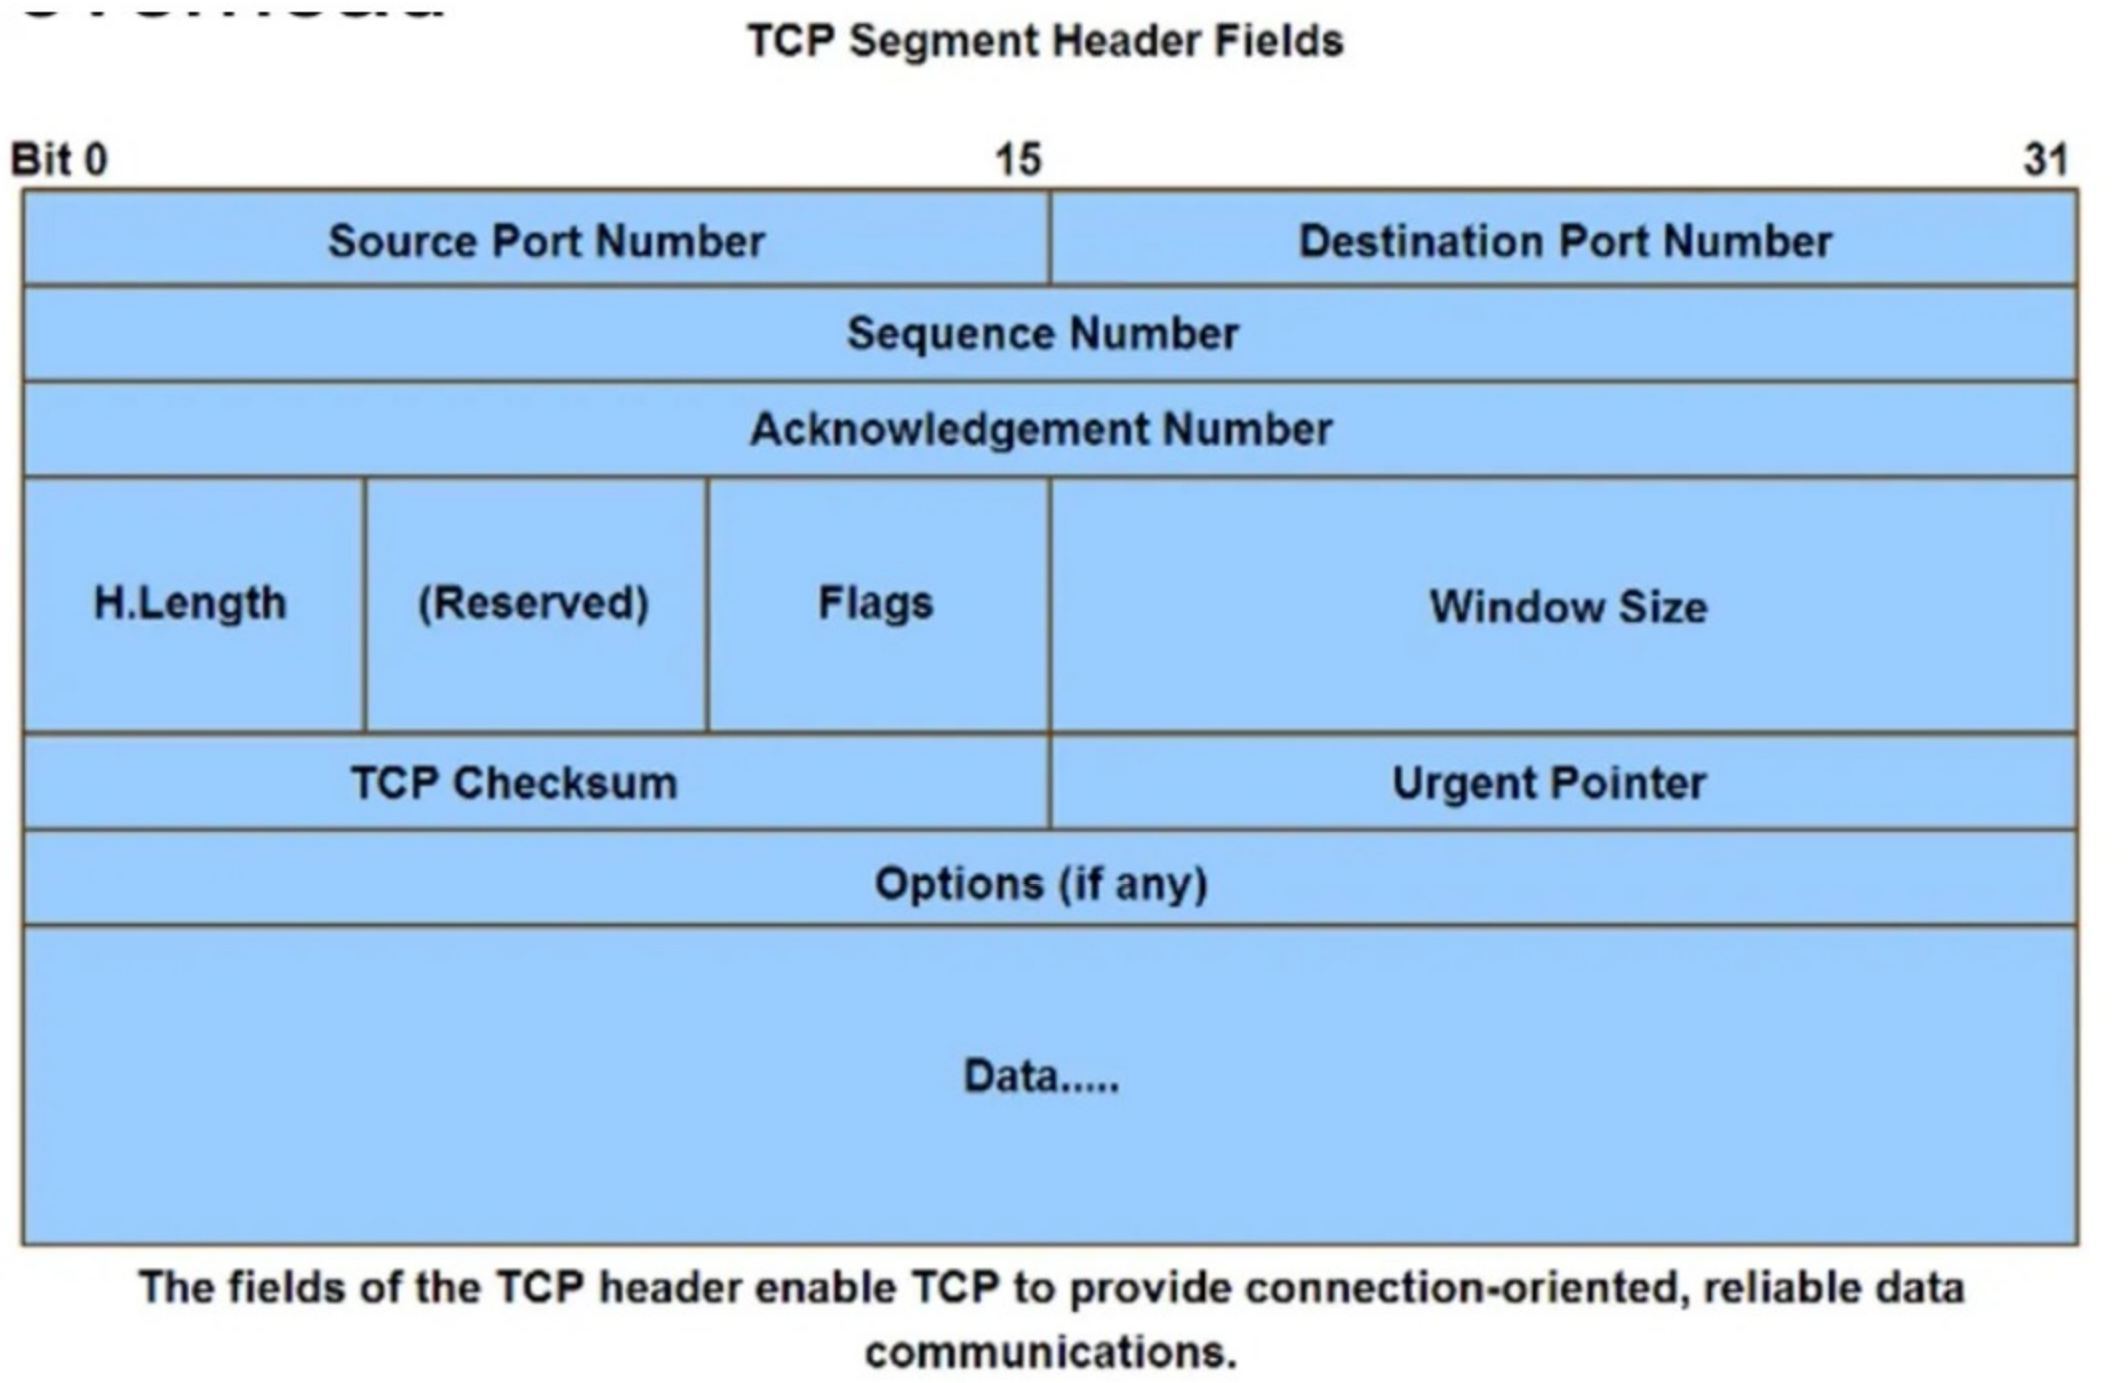 TCP Segment Header Fields
Bit 0 15 31
Source Port Number Destination Port Number
Sequence Number
Acknowledgement Number
H.Length (Reserved) Flags Window Size
TCP Checksum Urgent Pointer
Options (if any)
Data.....
The fields of the TCP header enable TCP to provide connection-oriented, reliable data
communications.